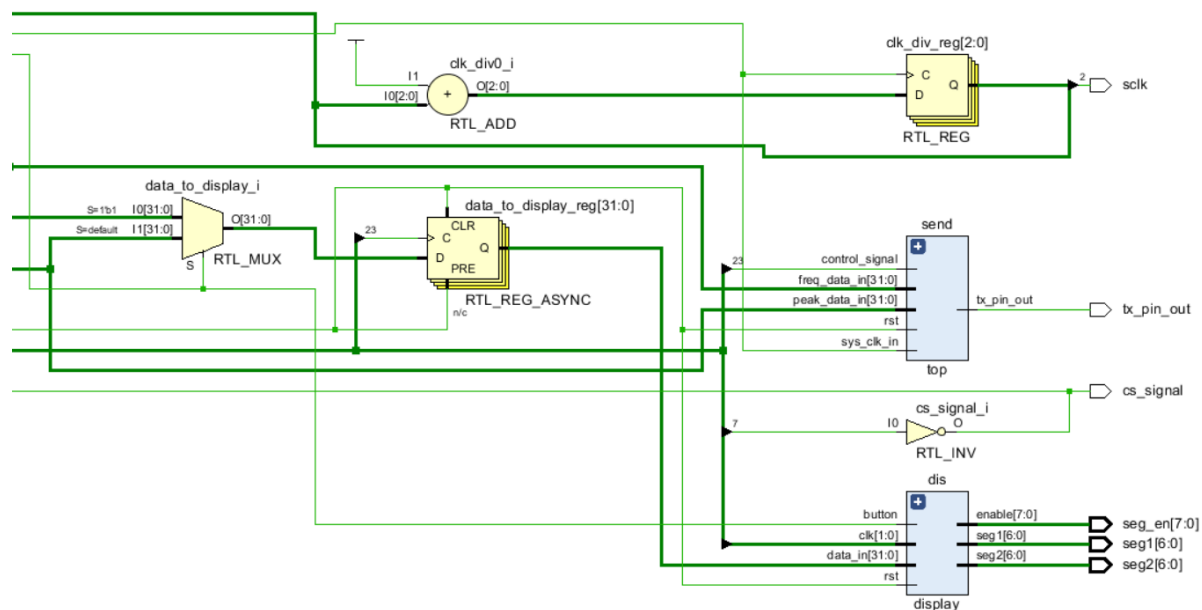 clk_div_reg[2:0]
C
D
Q
RTL_REG
2
sclk
clk_div0_i
I1
I0[2:0]
+
O[2:0]
RTL_ADD
data_to_display_i
S=1'b1
I0[31:0]
S=default
I1[31:0]
O[31:0]
S
RTL_MUX
data_to_display_reg[31:0]
23
CLR
C
D
Q
PRE
RTL_REG_ASYNC
n/c
send
23
control_signal
freq_data_in[31:0]
peak_data_in[31:0]
rst
sys_clk_in
tx_pin_out
top
tx_pin_out
cs_signal
cs_signal_i
7
I0
O
RTL_INV
dis
button
clk[1:0]
data_in[31:0]
rst
enable[7:0]
seg1[6:0]
seg2[6:0]
display
seg_en[7:0]
seg1[6:0]
seg2[6:0]